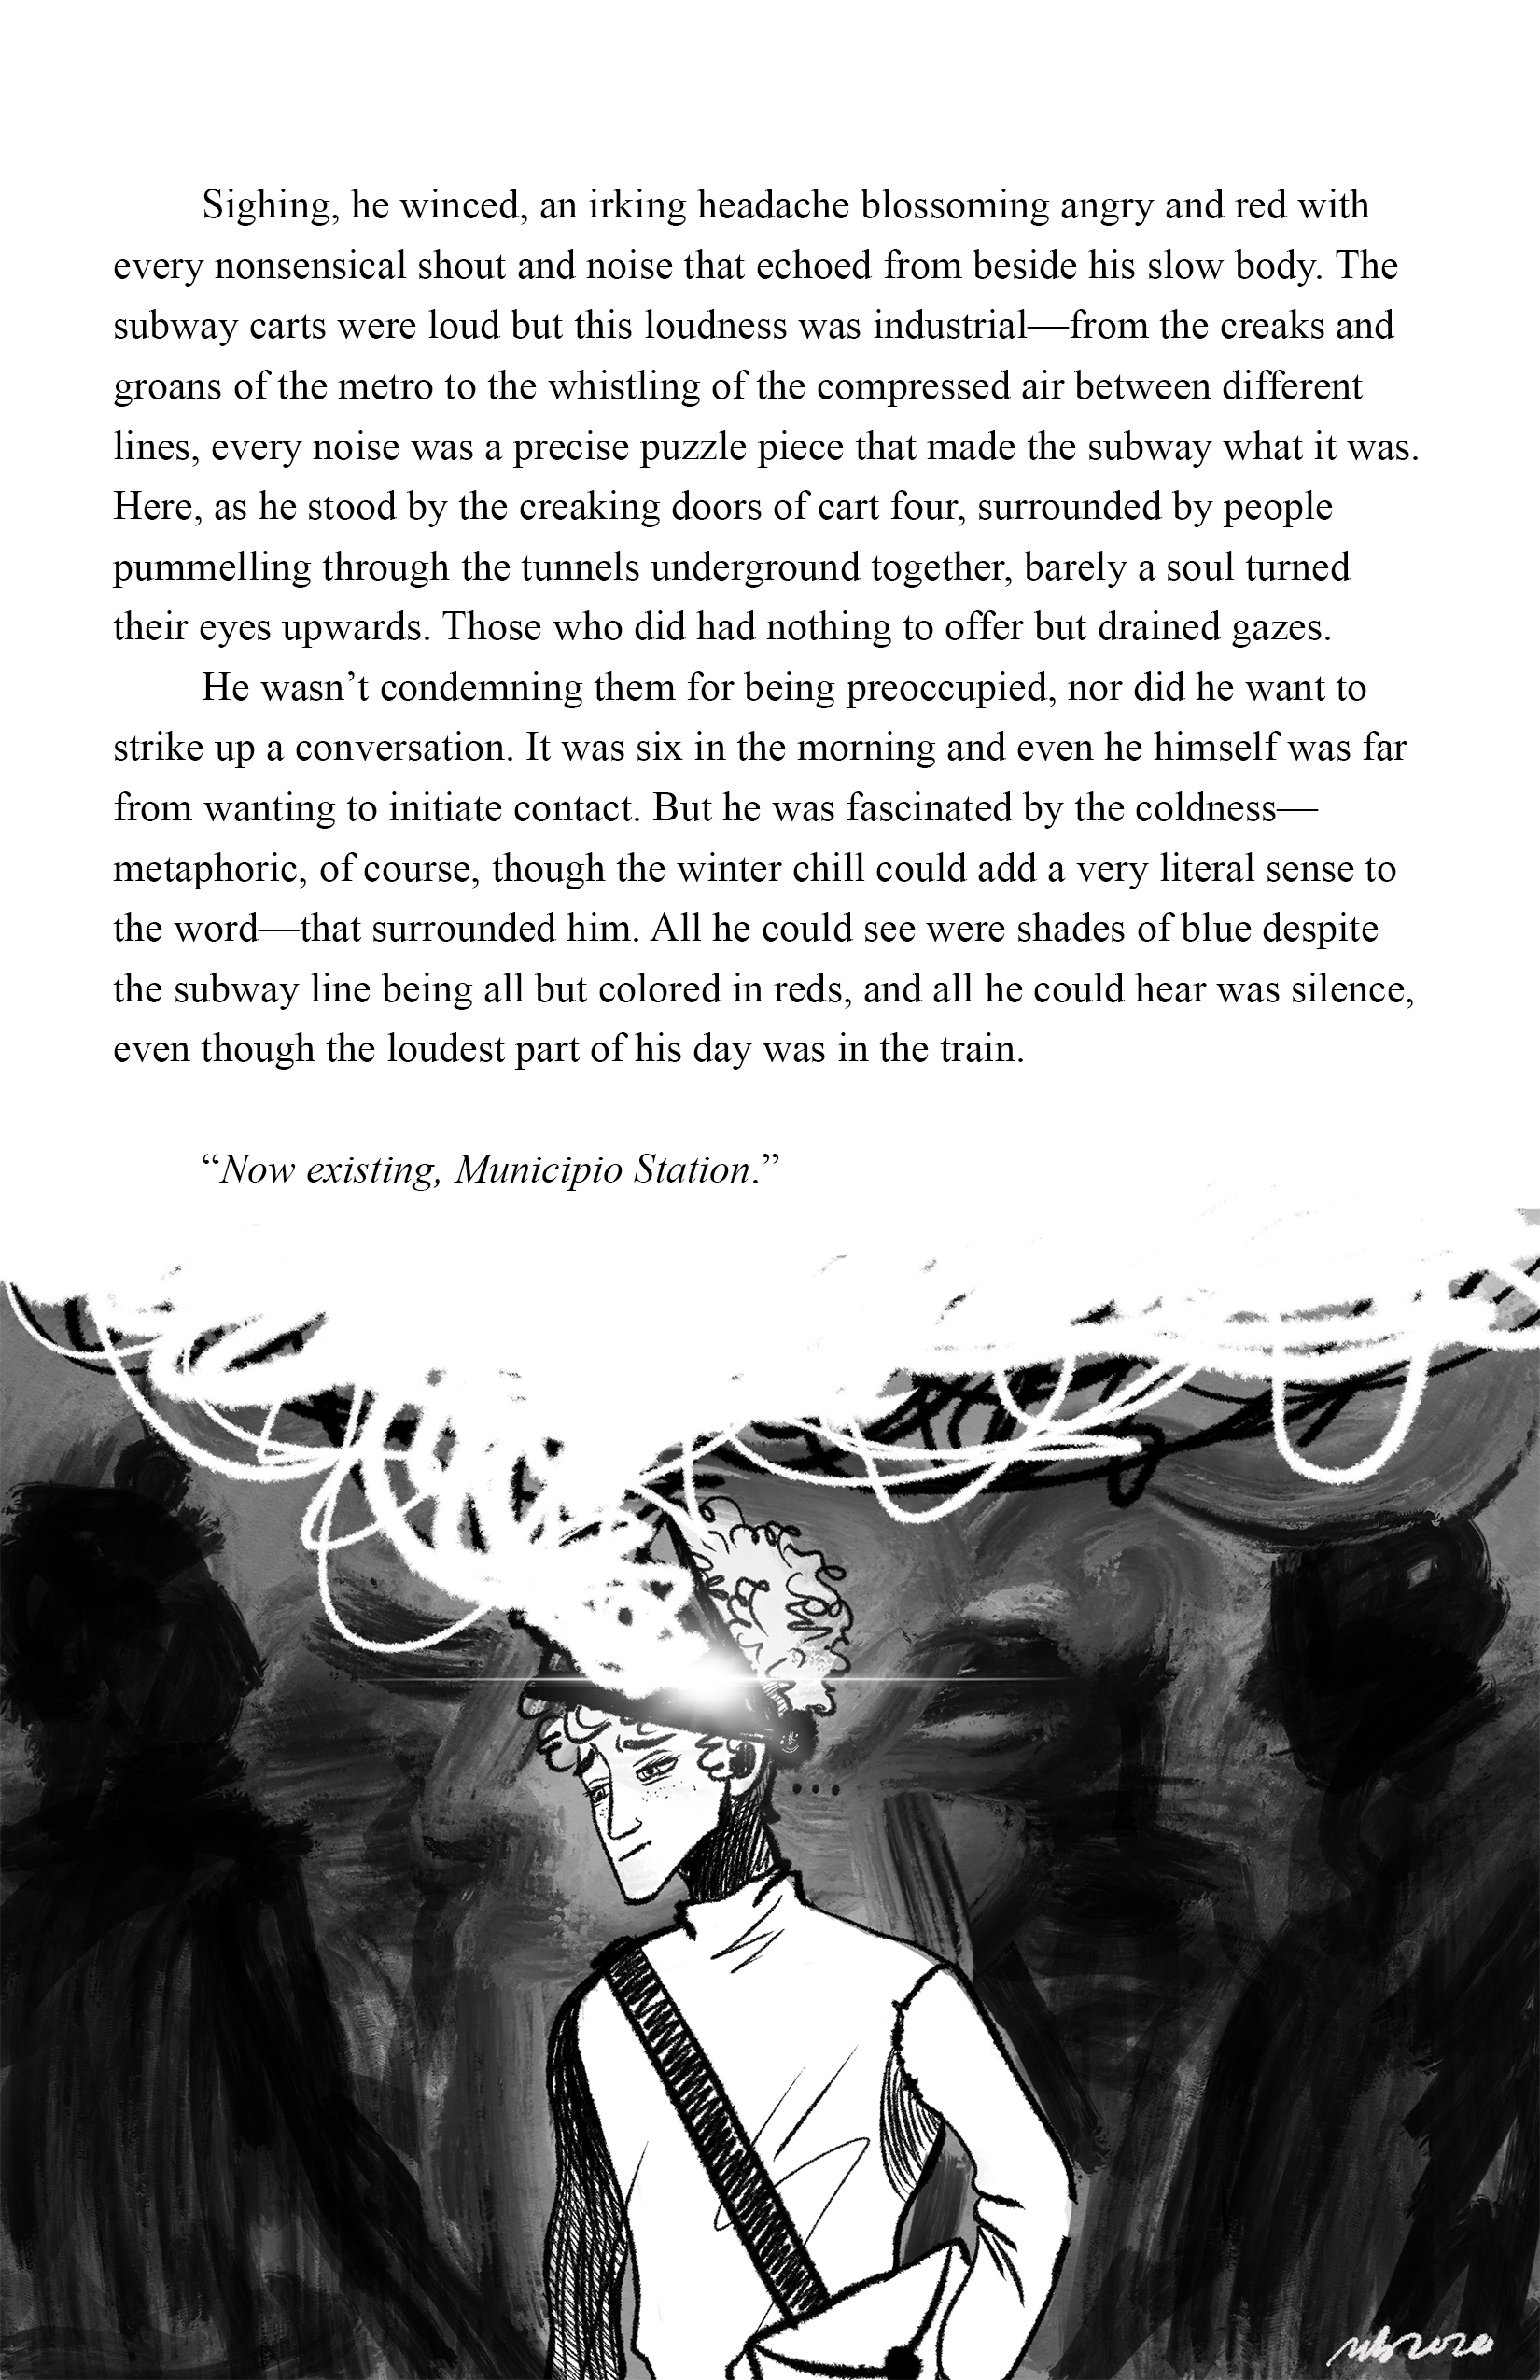 Sighing, he winced, an irking headache blossoming angry and red with
every nonsensical shout and noise that echoed from beside his slow body. The
subway carts were loud but this loudness was industrial—from the creaks and
groans of the metro to the whistling of the compressed air between different
lines, every noise was a precise puzzle piece that made the subway what it was.
Here, as he stood by the creaking doors of cart four, surrounded by people
pummelling through the tunnels underground together, barely a soul turned
their eyes upwards. Those who did had nothing to offer but drained gazes.
He wasn’t condemning them for being preoccupied, nor did he want to
strike up a conversation. It was six in the morning and even he himself was far
from wanting to initiate contact. But he was fascinated by the coldness—
metaphoric, of course, though the winter chill could add a very literal sense to
the word—that surrounded him. All he could see were shades of blue despite
the subway line being all but colored in reds, and all he could hear was silence,
even though the loudest part of his day was in the train.
“Now existing, Municipio Station.”